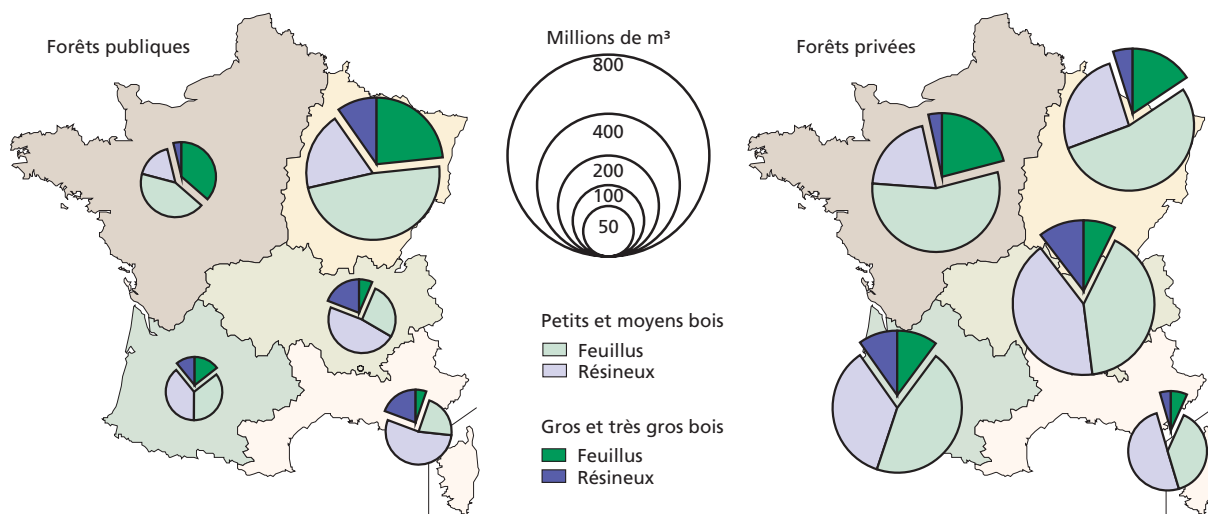 Forêts publiques
Millions de m³
800
400
200
100
50
Petits et moyens bois
Feuillus
Résineux
Gros et très gros bois
Feuillus
Résineux
Forêts privées